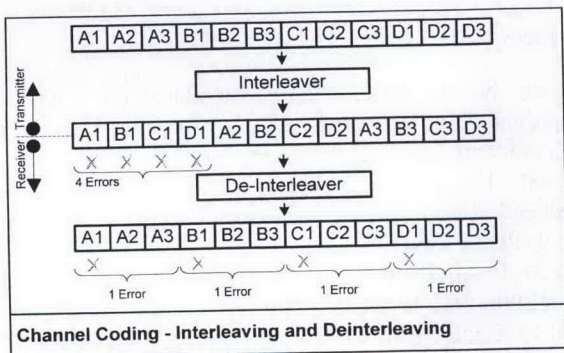 A1 A2 A3 B1 B2 B3 C1 C2 C3 D1 D2 D3
Interleaver
Transmitter
Receiver
A1 B1 C1 D1 A2 B2 C2 D2 A3 B3 C3 D3
X X X X
4 Errors
De-Interleaver
A1 A2 A3 B1 B2 B3 C1 C2 C3 D1 D2 D3
X X X X
1 Error 1 Error 1 Error 1 Error
Channel Coding - Interleaving and Deinterleaving